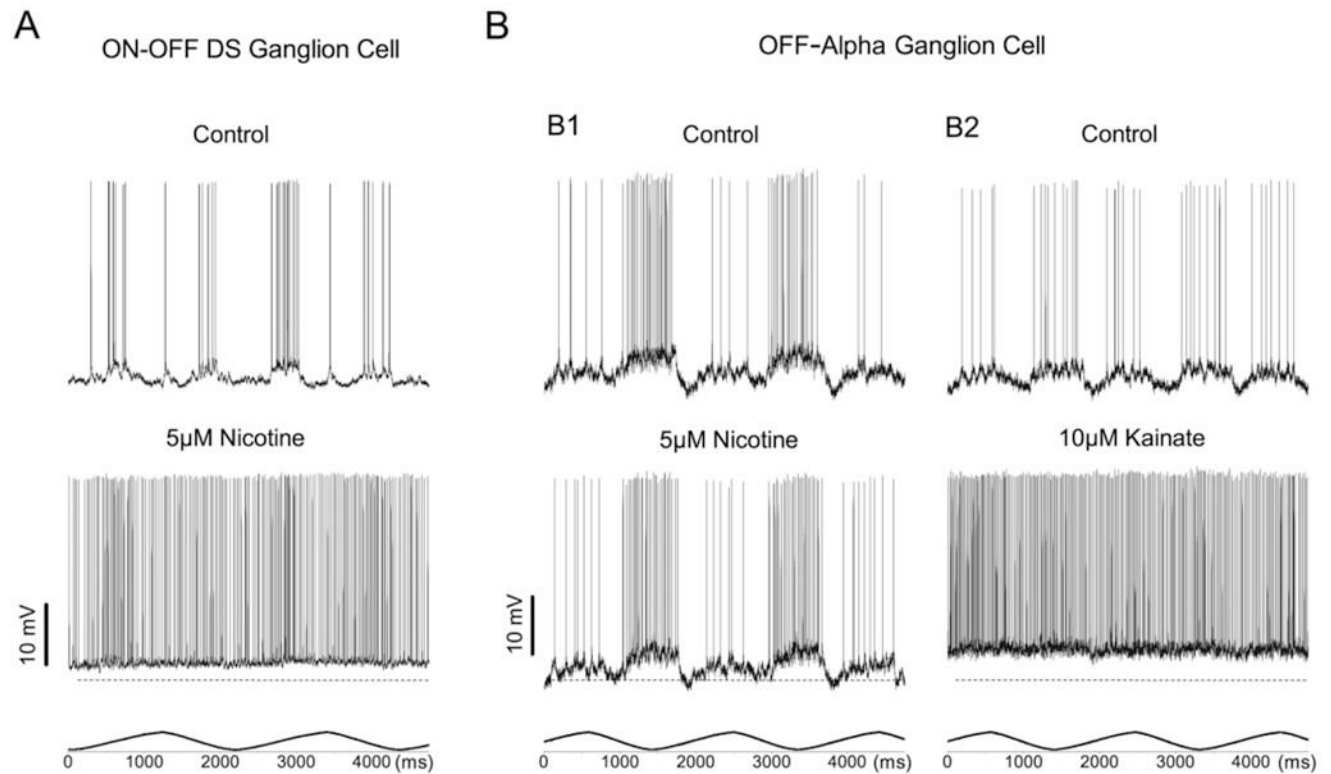 A
ON-OFF DS Ganglion Cell
B
OFF-Alpha Ganglion Cell
Control
B1
Control
B2
Control
5µM Nicotine
5µM Nicotine
10µM Kainate
10 mV
10 mV
0 1000 2000 3000 4000 (ms)
0 1000 2000 3000 4000 (ms)
0 1000 2000 3000 4000 (ms)